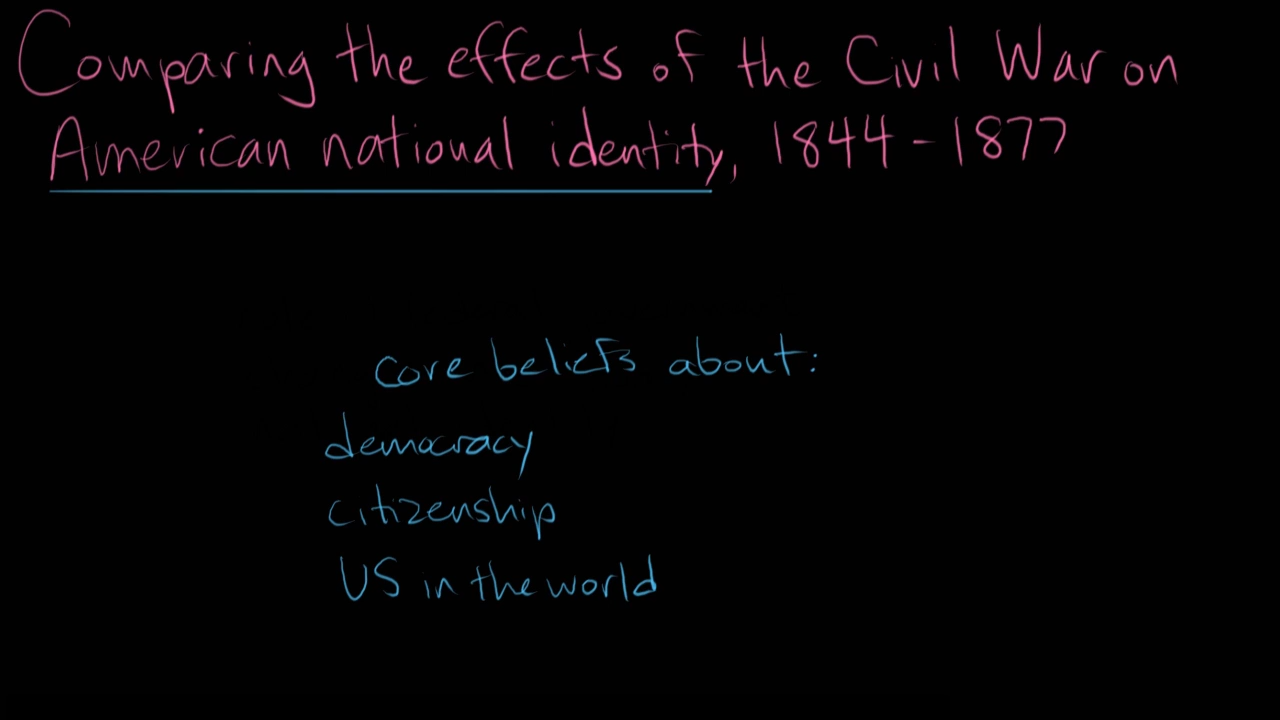 Comparing the effects of the Civil War on
American national identity, 1844-1877
core beliefs about:
democracy
citizenship
US in the world